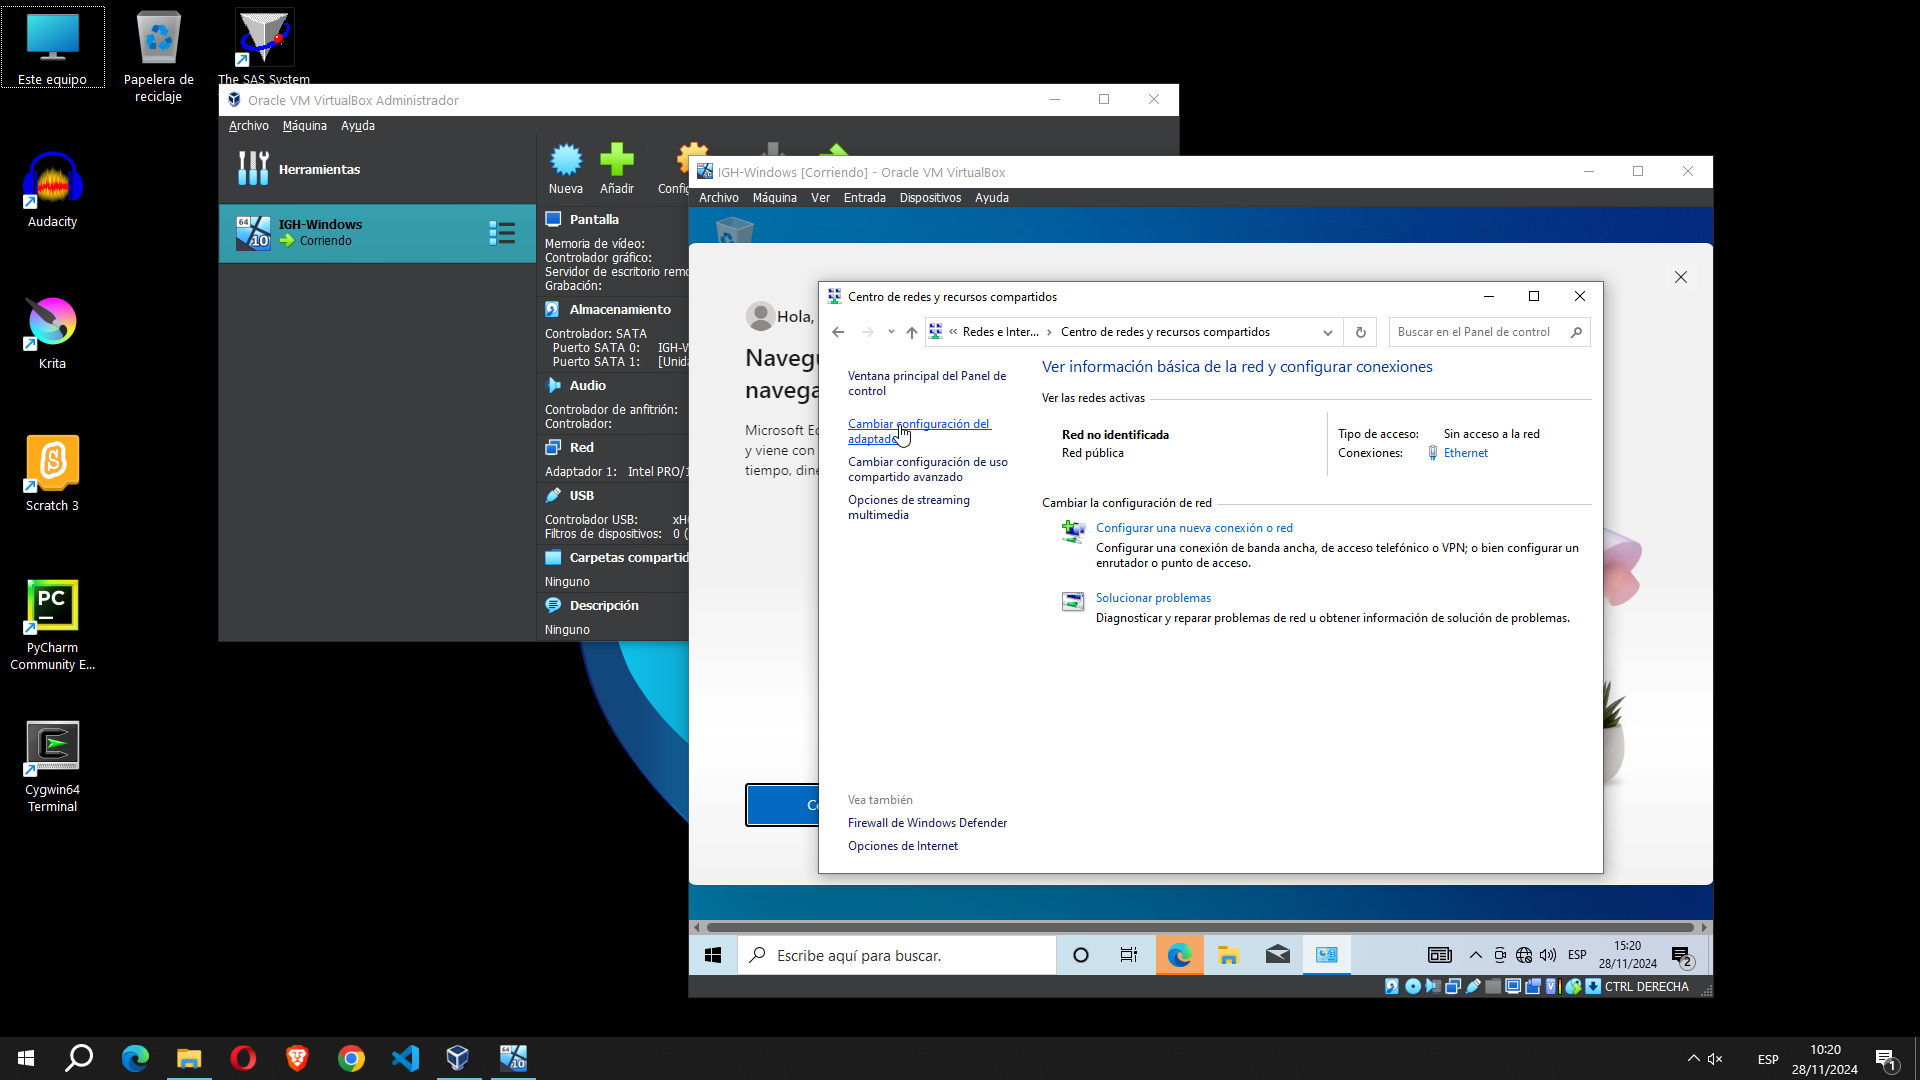 Este equipo
Papelera de
reciclaje
The SAS System
Audacity
Krita
Scratch 3
PyCharm
Community E...
Cygwin64
Terminal
Oracle VM VirtualBox Administrador
Archivo Máquina Ayuda
Herramientas
Nueva
Añadir
Config
IGH-Windows
Corriendo
Pantalla
Memoria de vídeo:
Controlador gráfico:
Servidor de escritorio remo
Grabación:
Almacenamiento
Controlador: SATA
Puerto SATA 0: IGH-W
Puerto SATA 1: [Unida
Audio
Controlador de anfitrión:
Controlador:
Red
Adaptador 1: Intel PRO/1
USB
Controlador USB: xH
Filtros de dispositivos: 0 (
Carpetas compartid
Ninguno
Descripción
Ninguno
IGH-Windows [Corriendo] - Oracle VM VirtualBox
Archivo Máquina Ver Entrada Dispositivos Ayuda
Hola,
Navegu
navega
Microsoft Ed
y viene con
tiempo, dine
Centro de redes y recursos compartidos
« Redes e Inter... › Centro de redes y recursos compartidos
Buscar en el Panel de control
Ventana principal del Panel de
control
Cambiar configuración del
adaptado
Cambiar configuración de uso
compartido avanzado
Opciones de streaming
multimedia
Vea también
Firewall de Windows Defender
Opciones de Internet
Ver información básica de la red y configurar conexiones
Ver las redes activas
Red no identificada
Red pública
Tipo de acceso: Sin acceso a la red
Conexiones: Ethernet
Cambiar la configuración de red
Configurar una nueva conexión o red
Configurar una conexión de banda ancha, de acceso telefónico o VPN; o bien configurar un
enrutador o punto de acceso.
Solucionar problemas
Diagnosticar y reparar problemas de red u obtener información de solución de problemas.
Escribe aquí para buscar.
ESP
15:20
28/11/2024
2
CTRL DERECHA
ESP
10:20
28/11/2024
1